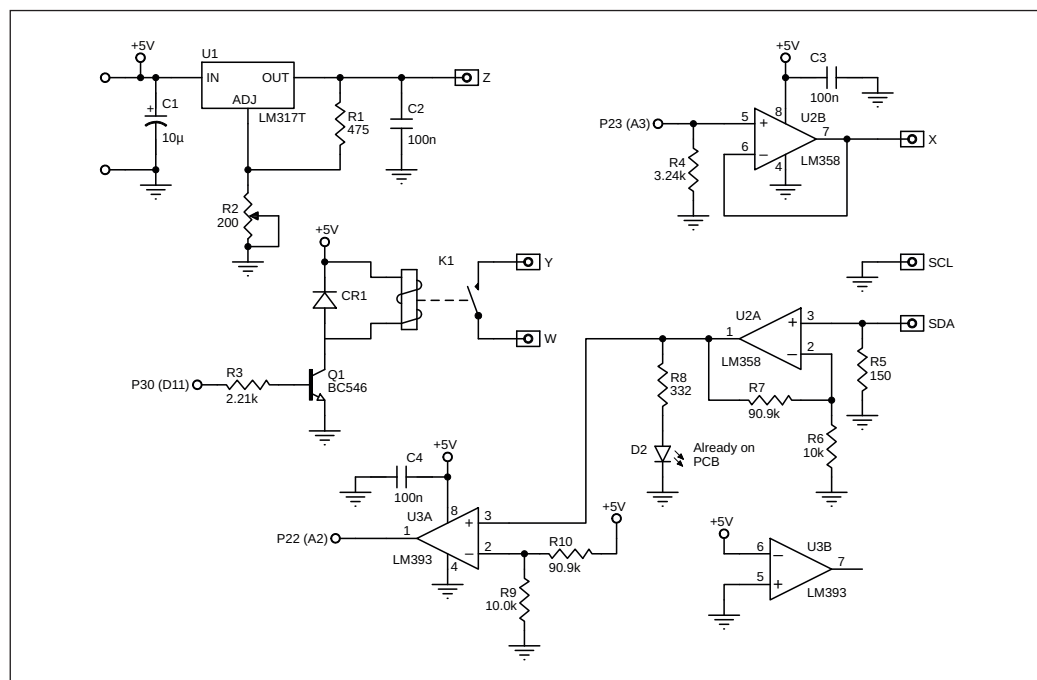 +5V
U1
IN
OUT
ADJ
LM317T
Z
C1
+
10µ
R1
475
C2
100n
R2
200
+5V
C3
100n
P23 (A3)
5
+
8
U2B
7
X
6
–
4
LM358
R4
3.24k
+5V
CR1
K1
Y
W
P30 (D11)
R3
2.21k
Q1
BC546
SCL
U2A
1
+
3
SDA
–
2
LM358
R5
150
R8
332
R7
90.9k
R6
10k
D2
Already on
PCB
+5V
C4
100n
U3A
8
P22 (A2)
1
+
3
–
2
LM393
4
R10
90.9k
+5V
R9
10.0k
+5V
6
–
U3B
7
5
+
LM393